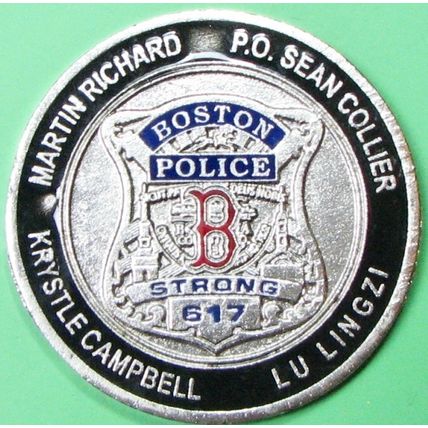 MARTIN RICHARD
P.O. SEAN COLLIER
KRYSTLE CAMPBELL
LU LINGZI
BOSTON
POLICE
B
STRONG
617